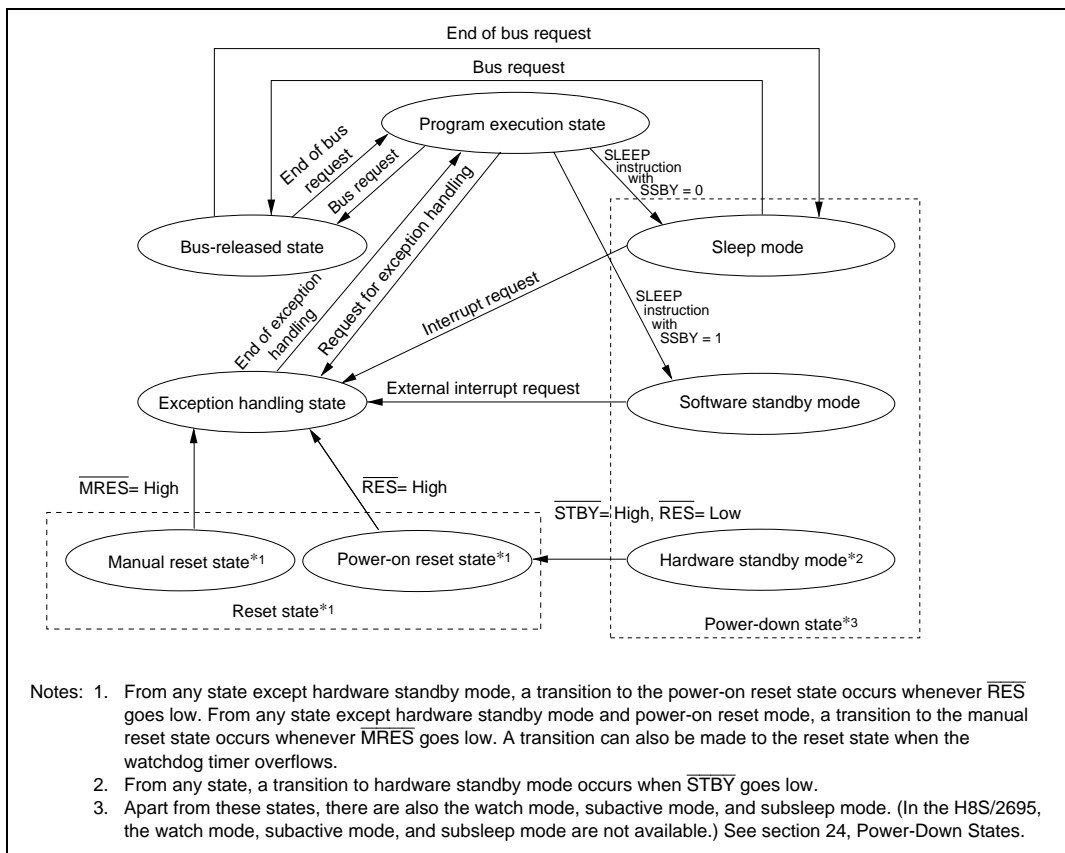 End of bus request
Bus request
Program execution state
End of bus
request
Bus request
SLEEP
instruction
with
SSBY = 0
Bus-released state
Sleep mode
End of exception
handling
Request for exception handling
Interrupt request
SLEEP
instruction
with
SSBY = 1
Exception handling state
External interrupt request
Software standby mode
M̅R̅E̅S̅= High
R̅E̅S̅= High
S̅T̅B̅Y̅= High, R̅E̅S̅= Low
Manual reset state*1
Power-on reset state*1
Hardware standby mode*2
Reset state*1
Power-down state*3
Notes: 1. From any state except hardware standby mode, a transition to the power-on reset state occurs whenever R̅E̅S̅
goes low. From any state except hardware standby mode and power-on reset mode, a transition to the manual
reset state occurs whenever M̅R̅E̅S̅ goes low. A transition can also be made to the reset state when the
watchdog timer overflows.
2. From any state, a transition to hardware standby mode occurs when S̅T̅B̅Y̅ goes low.
3. Apart from these states, there are also the watch mode, subactive mode, and subsleep mode. (In the H8S/2695,
the watch mode, subactive mode, and subsleep mode are not available.) See section 24, Power-Down States.